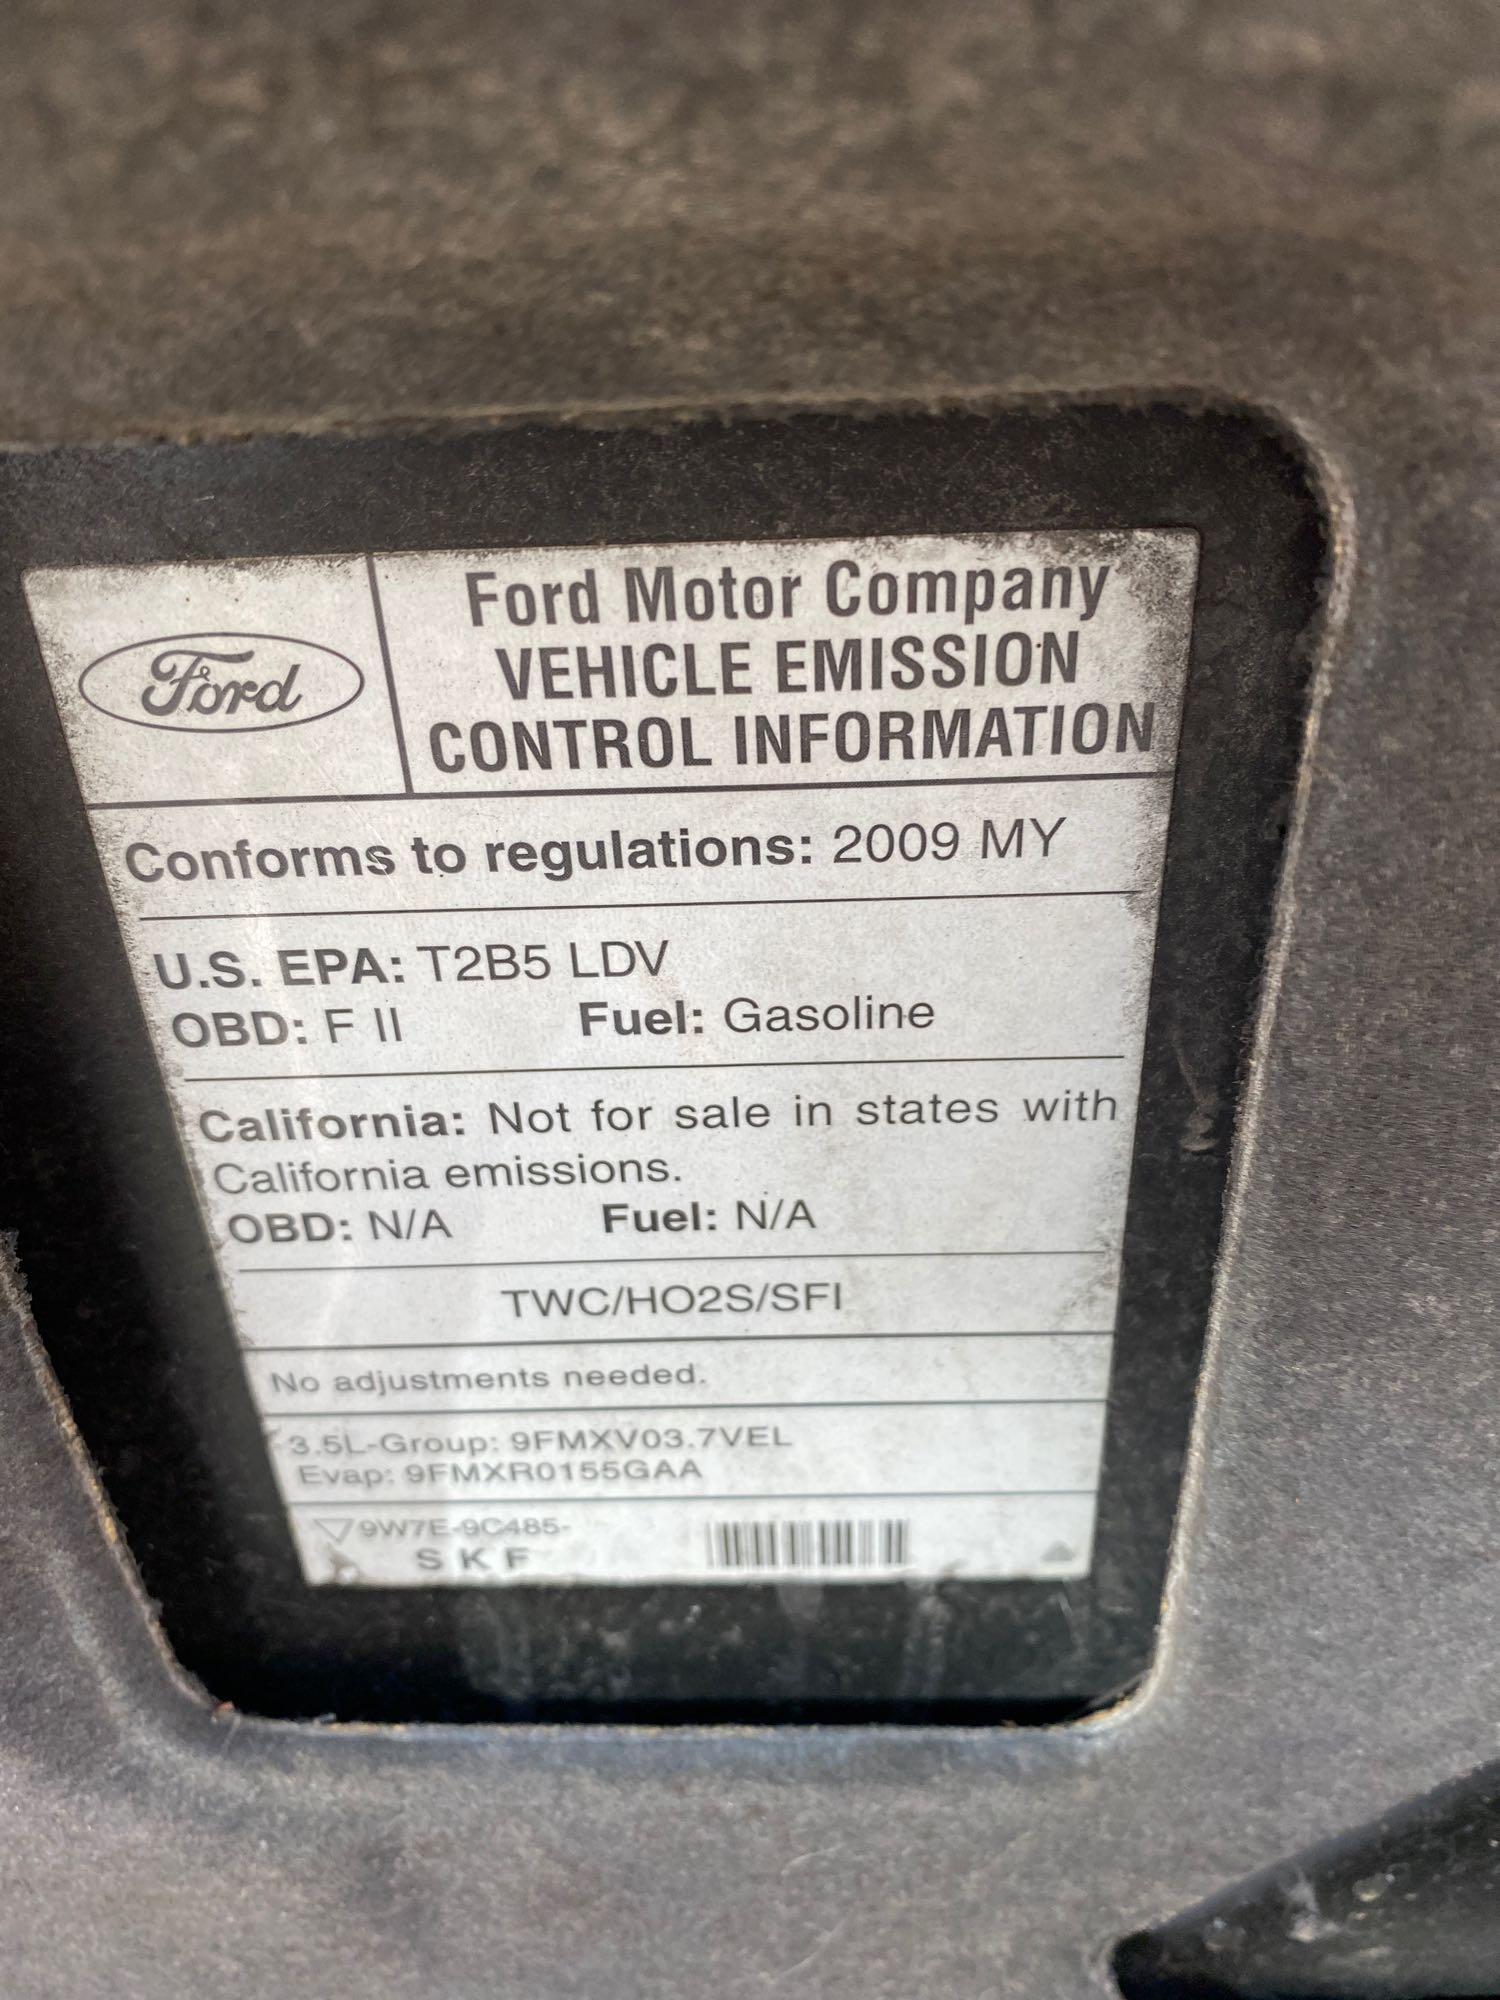 Ford
Ford Motor Company
VEHICLE EMISSION
CONTROL INFORMATION
Conforms to regulations: 2009 MY
U.S. EPA: T2B5 LDV
OBD: F II Fuel: Gasoline
California: Not for sale in states with
California emissions.
OBD: N/A Fuel: N/A
TWC/HO2S/SFI
No adjustments needed.
3.5L-Group: 9FMXV03.7VEL
Evap: 9FMXR0155GAA
9W7E-9C485-
S K F